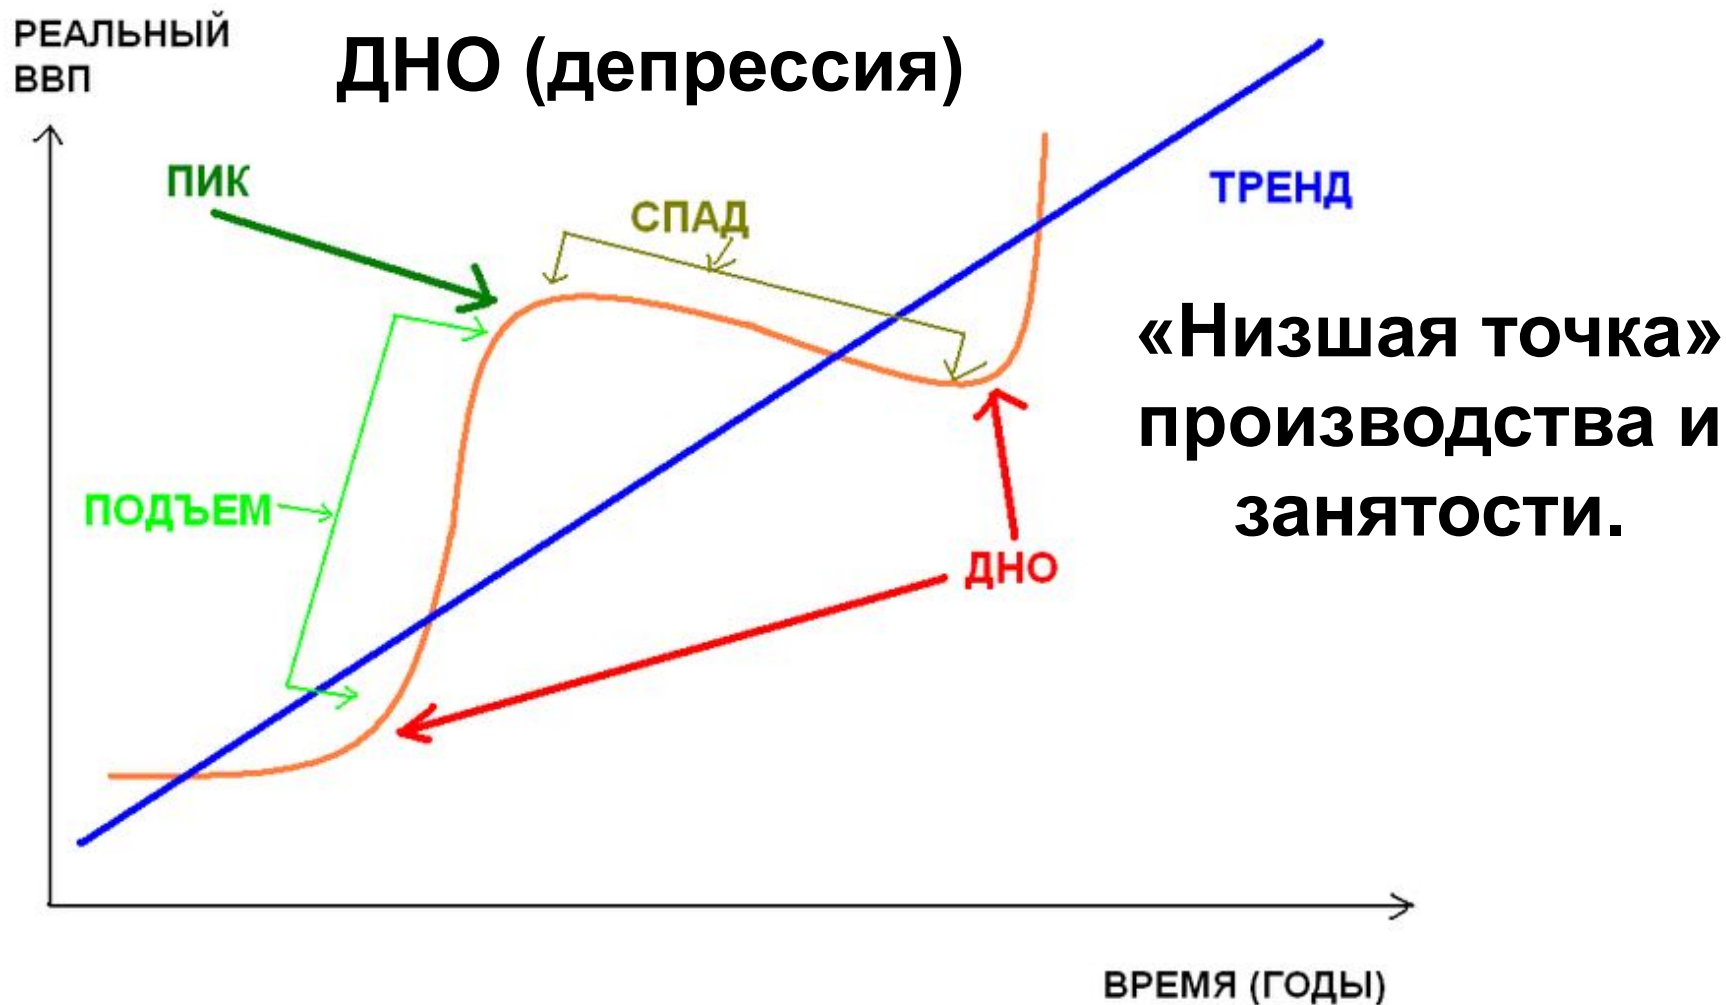 РЕАЛЬНЫЙ
ВВП
ДНО (депрессия)
ПИК
СПАД
ТРЕНД
«Низшая точка»
производства и
занятости.
ПОДЪЕМ
ДНО
ВРЕМЯ (ГОДЫ)